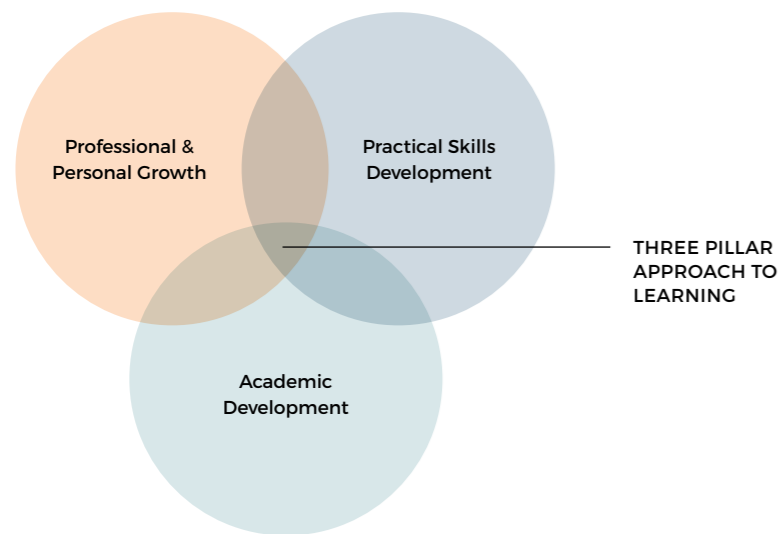 Professional &
Personal Growth
Practical Skills
Development
THREE PILLAR
APPROACH TO
LEARNING
Academic
Development